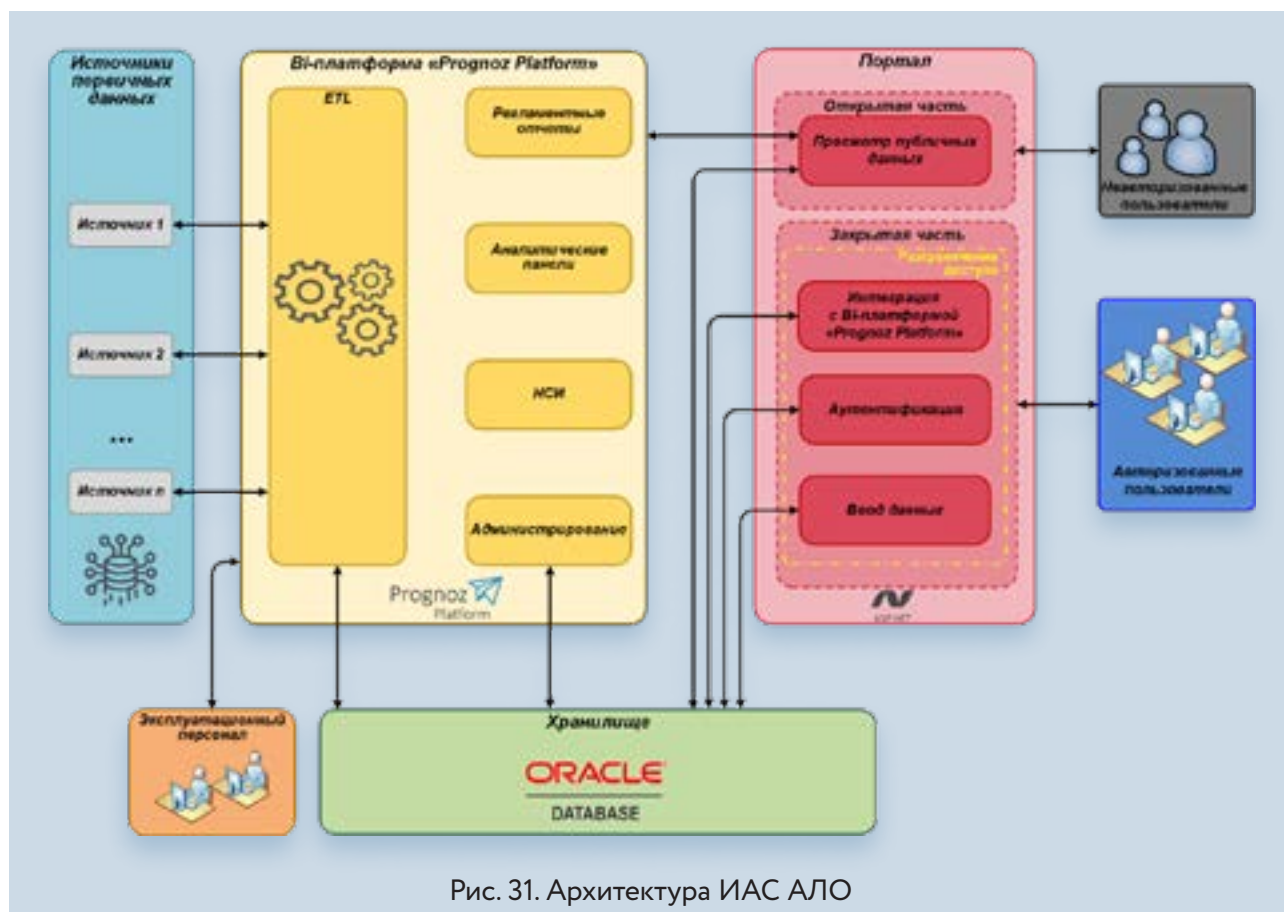 Источники
первичных
данных
Источник 1
Источник 2
...
Источник n
Bi-платформа «Prognoz Platform»
ETL
Регламентные
отчеты
Аналитические
панели
НСИ
Администрирование
Prognoz
Platform
Портал
Открытая часть
Просмотр публичных
данных
Закрытая часть
Разграничение
доступа
Интеграция
с Bi-платформой
«Prognoz Platform»
Аутентификация
Ввод данных
ASP.NET
Неавторизованные
пользователи
Авторизованные
пользователи
Эксплуатационный
персонал
Хранилище
ORACLE
DATABASE
Рис. 31. Архитектура ИАС АЛО